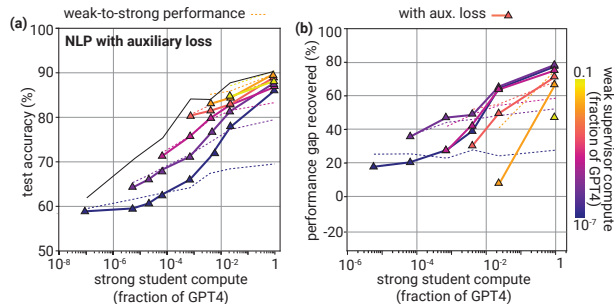 weak-to-strong performance
with aux. loss
(a)
NLP with auxiliary loss
test accuracy (%)
100
90
80
70
60
50
10-8
10-6
10-4
10-2
1
strong student compute
(fraction of GPT4)
(b)
performance gap recovered (%)
80
60
40
20
0
-20
10-6
10-4
10-2
1
strong student compute
(fraction of GPT4)
0.1
10-7
weak supervisor compute
(fraction of GPT4)